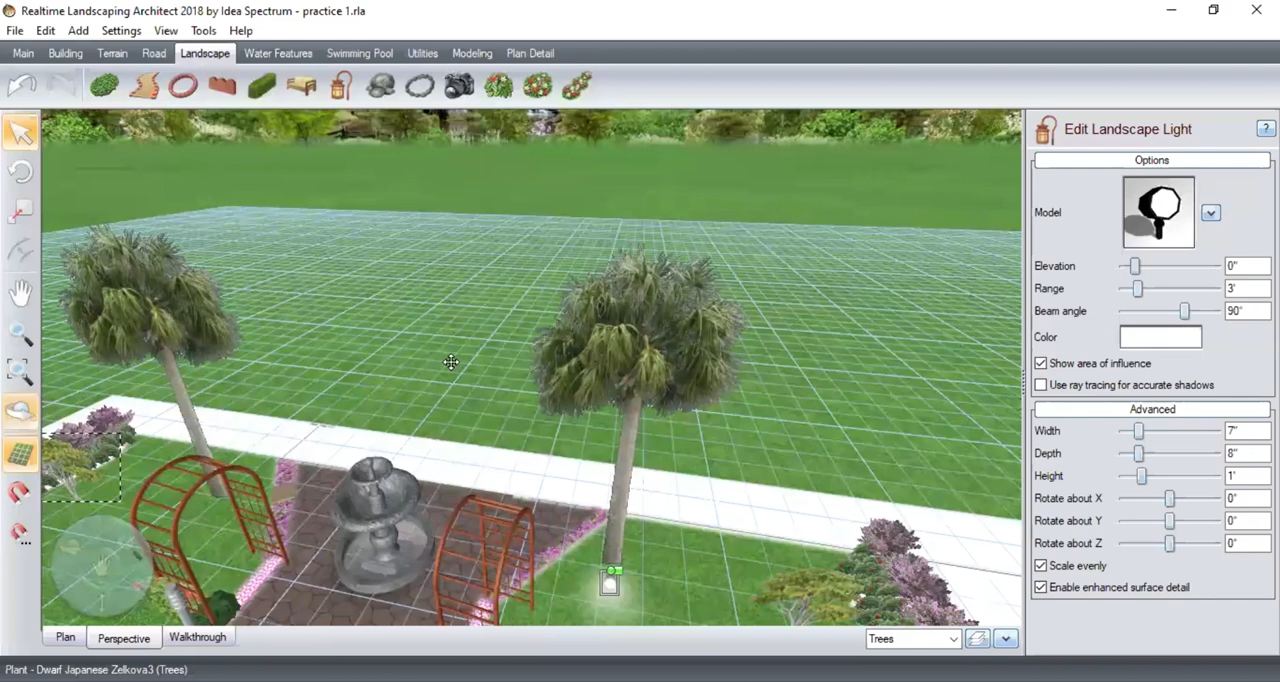 Realtime Landscaping Architect 2018 by Idea Spectrum - practice 1.rla
File Edit Add Settings View Tools Help
Main Building Terrain Road Landscape Water Features Swimming Pool Utilities Modeling Plan Detail
Edit Landscape Light ?
Options
Model
Elevation 0"
Range 3'
Beam angle 90°
Color
Show area of influence
Use ray tracing for accurate shadows
Advanced
Width 7"
Depth 8"
Height 1'
Rotate about X 0°
Rotate about Y 0°
Rotate about Z 0°
Scale evenly
Enable enhanced surface detail
Plan Perspective Walkthrough Trees
Plant - Dwarf Japanese Zelkova3 (Trees)